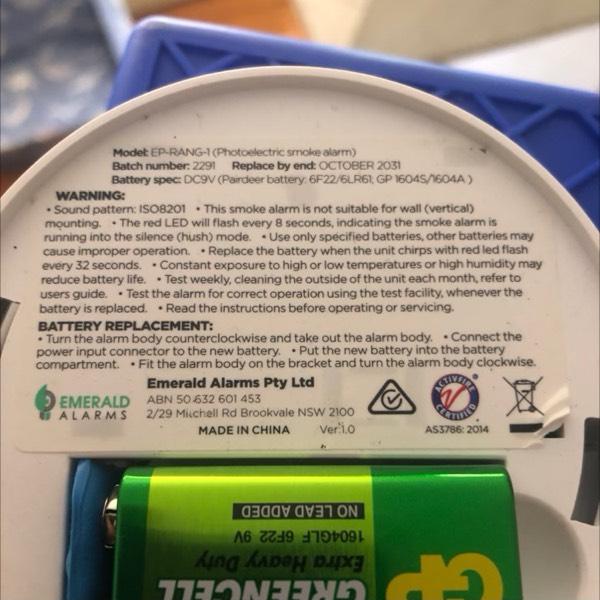 Model: EP-RANG-1 (Photoelectric smoke alarm)
Batch number: 2291 Replace by end: OCTOBER 2031
Battery spec: DC9V (Pairdeer battery: 6F22/6LR61, GP 1604S/1604A )
WARNING:
• Sound pattern: ISO8201 • This smoke alarm is not suitable for wall (vertical)
mounting. • The red LED will flash every 8 seconds, indicating the smoke alarm is
running into the silence (hush) mode. • Use only specified batteries, other batteries may
cause improper operation. • Replace the battery when the unit chirps with red led flash
every 32 seconds. • Constant exposure to high or low temperatures or high humidity may
reduce battery life. • Test weekly, cleaning the outside of the unit each month, refer to
users guide. • Test the alarm for correct operation using the test facility, whenever the
battery is replaced. • Read the instructions before operating or servicing.
BATTERY REPLACEMENT:
• Turn the alarm body counterclockwise and take out the alarm body. • Connect the
power input connector to the new battery. • Put the new battery into the battery
compartment. • Fit the alarm body on the bracket and turn the alarm body clockwise.
EMERALD
ALARMS
Emerald Alarms Pty Ltd
ABN 50 632 601 453
2/29 Mitchell Rd Brookvale NSW 2100
MADE IN CHINA Ver:1.0
ACTIVFIRE
CERTIFIED
AS3786: 2014
NO LEAD ADDED
1604GLF 6F22 9V
Extra Heavy Duty
GREENCELL
GP